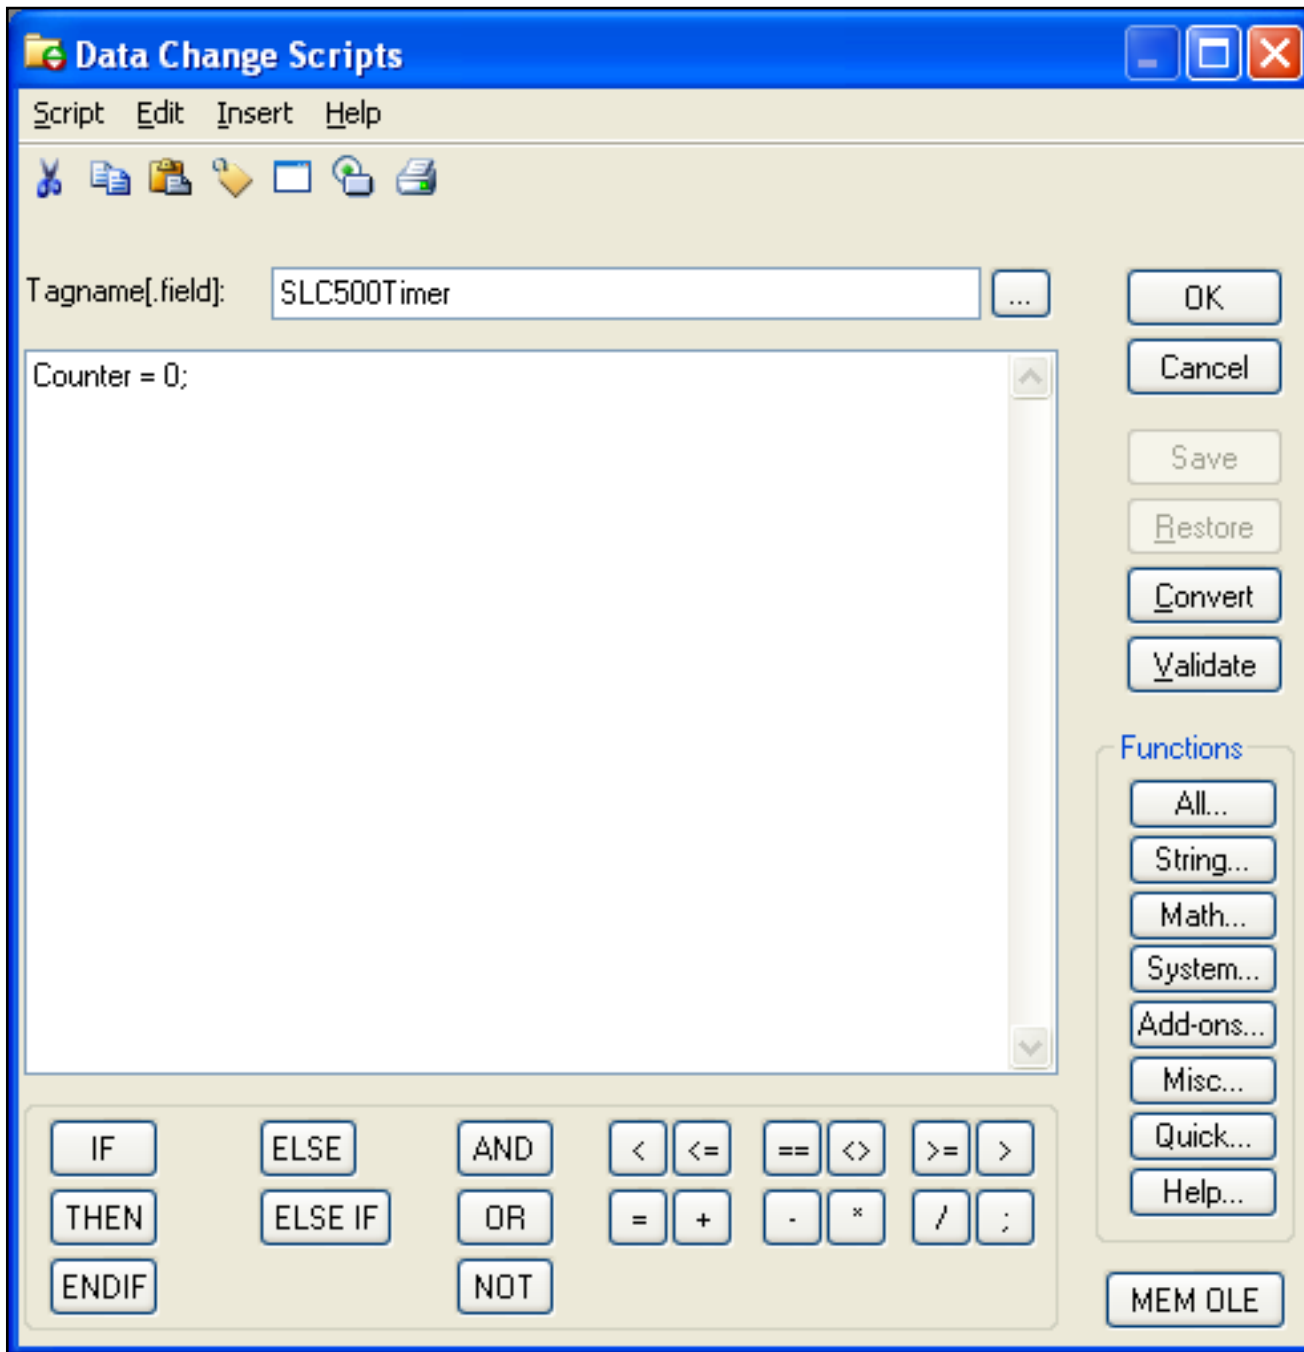 Data Change Scripts
Script Edit Insert Help
Tagname[.field]: SLC500Timer ...
OK
Counter = 0;
Cancel
Save
Restore
Convert
Validate
Functions
All...
String...
Math...
System...
Add-ons...
Misc...
Quick...
Help...
IF ELSE AND < <= == <> >= >
THEN ELSE IF OR = + - * / ;
ENDIF NOT
MEM OLE